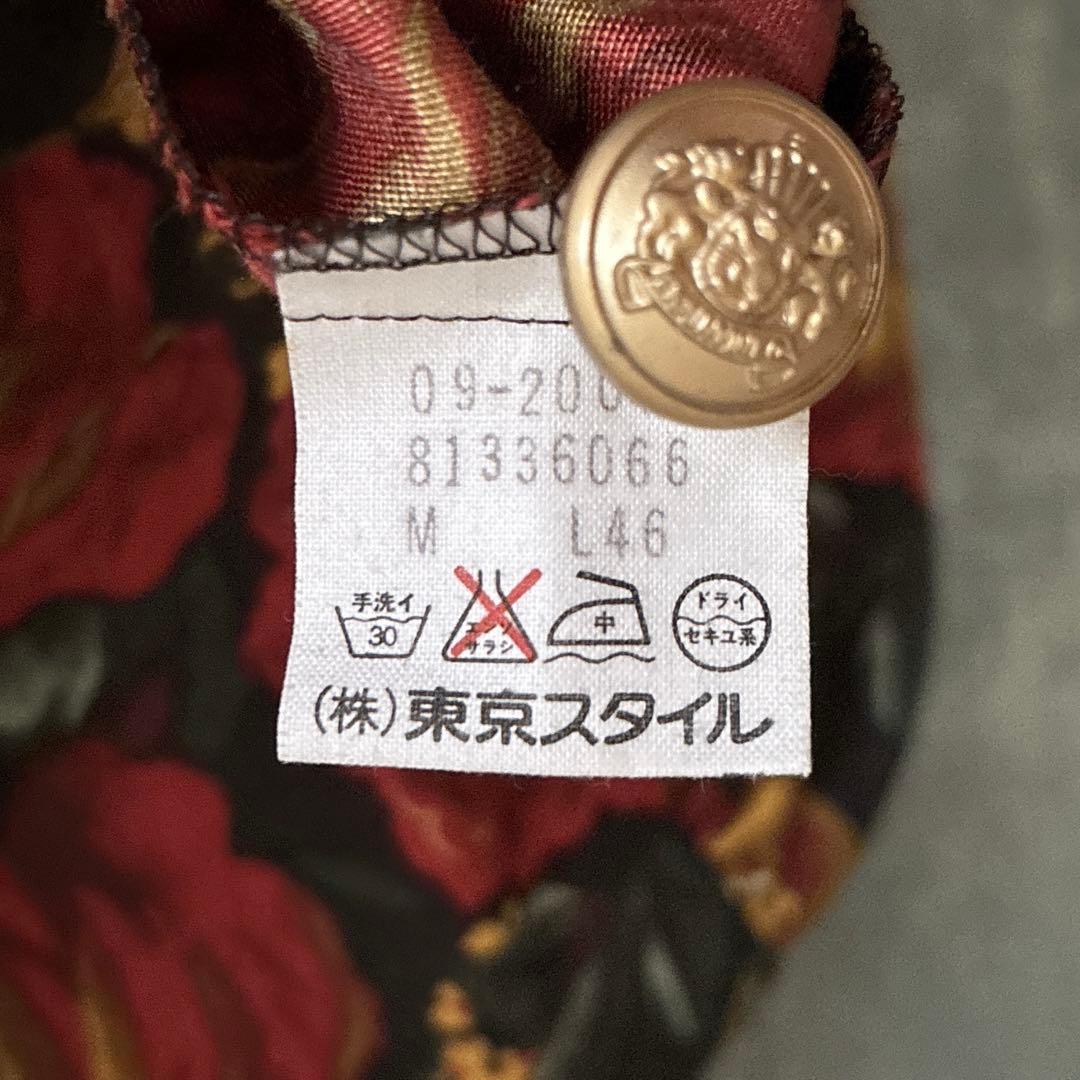 09-200
81336066
M L46
手洗イ
30
エンソ
サラシ
中
ドライ
セキユ系
(株)東京スタイル